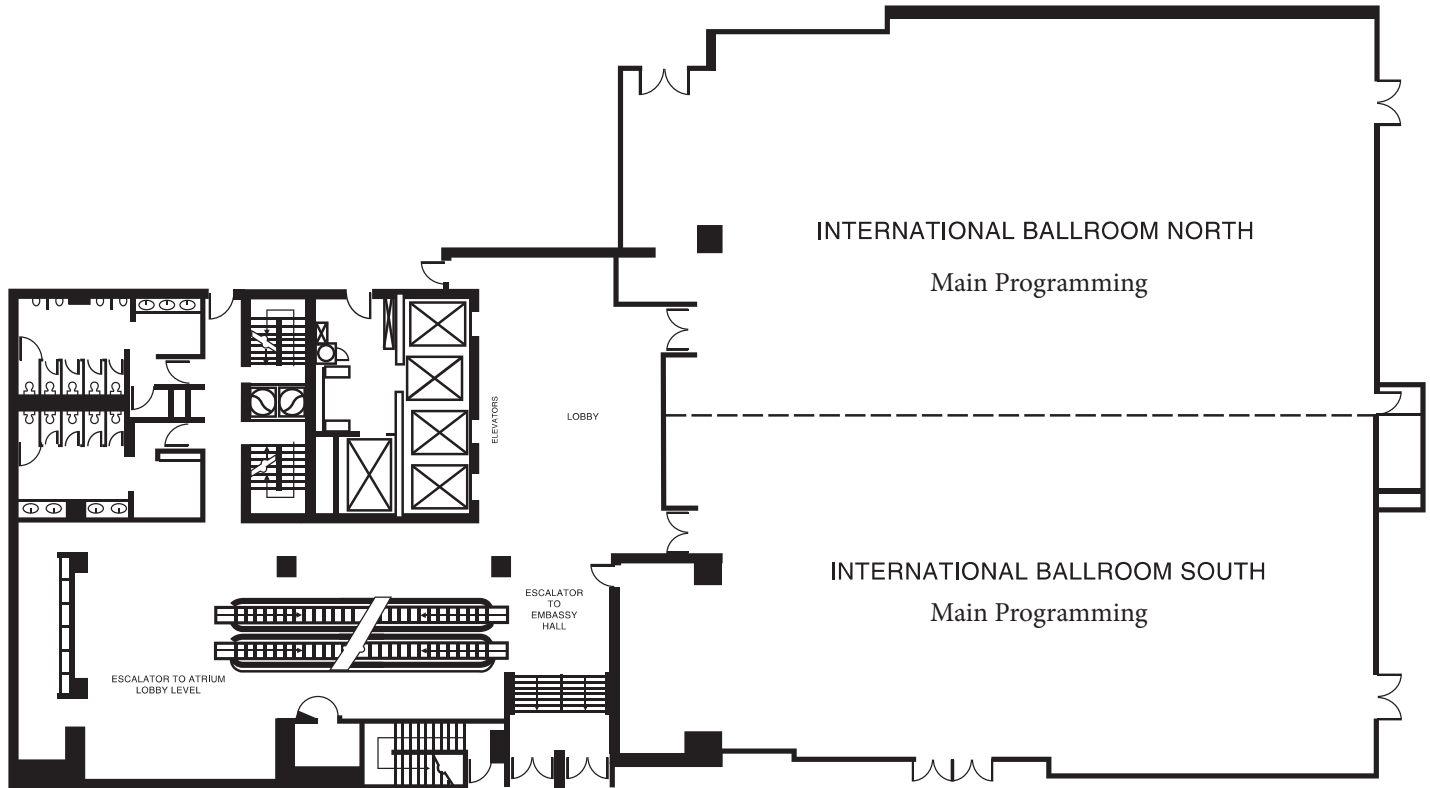 INTERNATIONAL BALLROOM NORTH
Main Programming
ELEVATORS
LOBBY
INTERNATIONAL BALLROOM SOUTH
Main Programming
ESCALATOR
TO
EMBASSY
HALL
ESCALATOR TO ATRIUM
LOBBY LEVEL